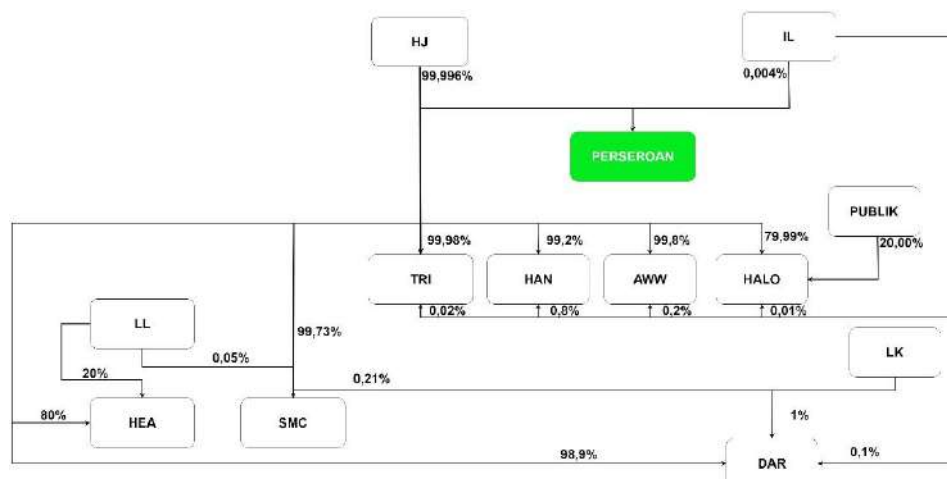 HJ
IL
99,996%
0,004%
PERSEROAN
PUBLIK
99,98%
99,2%
99,8%
79,99%
20,00%
TRI
HAN
AWW
HALO
0,02%
0,8%
0,2%
0,01%
LL
99,73%
LK
0,05%
20%
0,21%
80%
HEA
SMC
1%
98,9%
DAR
0,1%